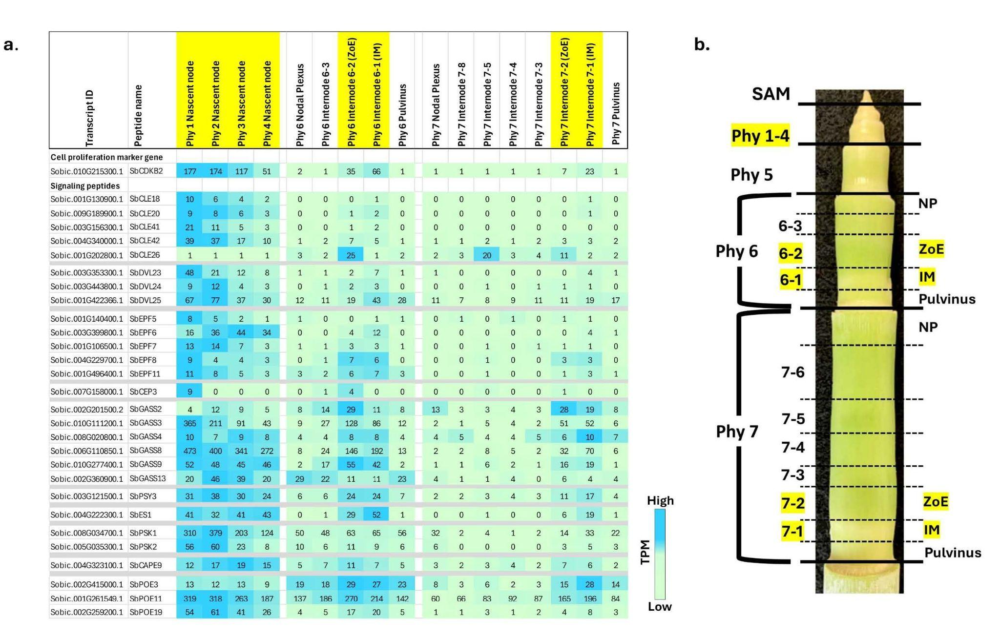 a.
Transcript ID Peptide name Phy 1 Nascent node Phy 2 Nascent node Phy 3 Nascent node Phy 4 Nascent node Phy 6 Nodal Plexus Phy 6 Internode 6-3 Phy 6 Internode 6-2 (ZoE) Phy 6 Internode 6-1 (IM) Phy 6 Pulvinus Phy 7 Nodal Plexus Phy 7 Internode 7-8 Phy 7 Internode 7-5 Phy 7 Internode 7-4 Phy 7 Internode 7-3 Phy 7 Internode 7-2 (ZoE) Phy 7 Internode 7-1 (IM) Phy 7 Pulvinus
Cell proliferation marker gene
Sobic.010G215300.1 SbCDKB2 177 174 117 51 2 1 35 66 1 1 1 1 1 1 7 23 1
Signaling peptides
Sobic.001G130900.1 SbCLE18 10 6 4 2 0 0 0 1 0 0 0 0 0 0 0 1 0
Sobic.009G189900.1 SbCLE20 9 8 6 3 0 0 1 2 0 0 0 0 0 0 0 1 0
Sobic.003G156300.1 SbCLE41 21 11 5 3 0 0 1 2 0 0 0 0 0 0 0 0 0
Sobic.004G340000.1 SbCLE42 39 37 17 10 1 2 7 5 1 1 1 2 1 2 3 3 2
Sobic.001G202800.1 SbCLE26 1 1 1 1 3 2 25 1 2 2 3 20 3 4 11 2 2
Sobic.003G353300.1 SbDVL23 48 21 12 8 1 1 2 7 1 1 0 0 0 0 0 4 1
Sobic.003G443800.1 SbDVL24 9 12 4 3 0 1 2 3 0 0 0 1 0 1 1 1 0
Sobic.001G422366.1 SbDVL25 67 77 37 30 12 11 19 43 28 11 7 8 9 11 11 19 17
Sobic.001G140400.1 SbEPF5 8 5 2 1 1 0 0 1 1 0 1 0 1 0 1 1 0
Sobic.003G399800.1 SbEPF6 16 36 44 34 0 0 4 12 0 0 0 0 0 0 0 4 1
Sobic.001G106500.1 SbEPF7 13 14 7 3 1 1 3 3 1 0 0 1 0 1 1 1 0
Sobic.004G229700.1 SbEPF8 9 4 4 3 0 1 7 6 0 0 0 1 0 0 3 3 0
Sobic.001G496400.1 SbEPF11 11 8 5 3 3 2 6 7 3 0 0 1 0 0 1 3 1
Sobic.007G158000.1 SbCEP3 9 0 0 0 0 1 4 0 0 0 0 0 0 0 1 0 0
Sobic.002G201500.2 SbGASS2 4 12 9 5 8 14 29 11 8 13 3 3 4 3 28 19 8
Sobic.010G111200.1 SbGASS3 365 211 91 43 9 27 128 86 12 2 1 5 4 2 51 52 6
Sobic.008G020800.1 SbGASS4 10 7 9 8 4 4 8 8 4 4 5 4 4 5 6 10 7
Sobic.006G110850.1 SbGASS8 473 400 341 272 8 24 146 192 13 2 2 8 5 2 32 70 6
Sobic.010G277400.1 SbGASS9 52 48 45 46 2 17 55 42 2 1 1 6 2 1 16 19 1
Sobic.002G360900.1 SbGASS13 20 46 39 20 29 22 11 11 23 4 1 1 4 0 6 4 4
Sobic.003G121500.1 SbPSY3 31 38 30 24 6 6 24 24 7 2 2 3 4 3 11 17 4
Sobic.004G222300.1 SbES1 41 32 41 43 0 1 29 52 1 0 0 1 0 0 6 19 1
Sobic.008G034700.1 SbPSK1 310 379 203 124 50 48 63 65 56 32 2 4 1 2 14 33 22
Sobic.005G035300.1 SbPSK2 56 60 23 8 10 6 11 9 6 6 0 0 0 0 3 5 3
Sobic.004G323100.1 SbCAPE9 12 17 19 15 5 7 11 7 5 3 2 3 4 2 7 6 2
Sobic.002G415000.1 SbPOE3 13 12 13 9 19 18 29 27 23 8 3 6 2 3 15 28 14
Sobic.001G261549.1 SbPOE11 319 318 263 187 137 186 270 214 142 60 66 83 92 87 165 196 84
Sobic.002G259200.1 SbPOE19 54 61 41 26 4 5 17 20 5 1 1 3 1 2 4 8 3
High
TPM
Low
b.
SAM
Phy 1-4
Phy 5
NP
6-3
Phy 6
6-2
ZoE
6-1
IM
Pulvinus
NP
7-6
7-5
Phy 7
7-4
7-3
7-2
ZoE
7-1
IM
Pulvinus